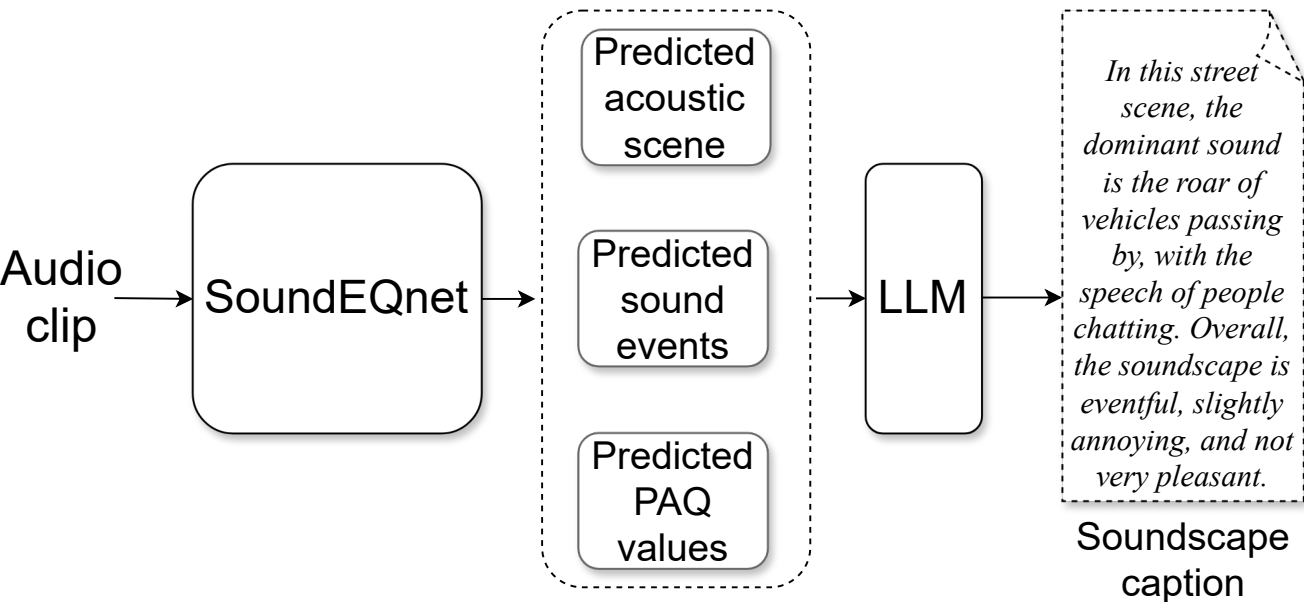 Audio
clip
SoundEQnet
Predicted
acoustic
scene
Predicted
sound
events
Predicted
PAQ
values
LLM
In this street
scene, the
dominant sound
is the roar of
vehicles passing
by, with the
speech of people
chatting. Overall,
the soundscape is
eventful, slightly
annoying, and not
very pleasant.
Soundscape
caption